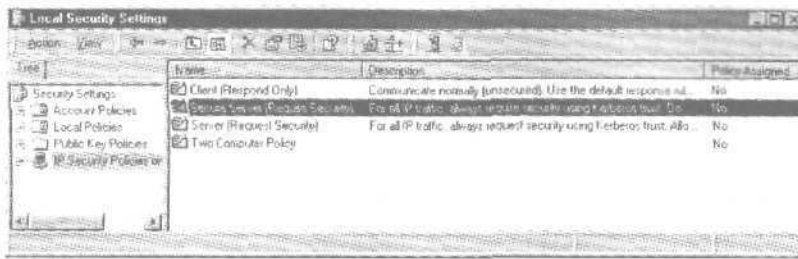 Local Security Settings
Action View
Tree
Name Description Policy Assigned
Security Settings
Account Policies
Local Policies
Public Key Policies
IP Security Policies on
Client (Respond Only) Communicate normally (unsecured). Use the default response rul... No
Secure Server (Require Security) For all IP traffic, always require security using Kerberos trust. Do ... No
Server (Request Security) For all IP traffic, always request security using Kerberos trust. Allo... No
Two Computer Policy No